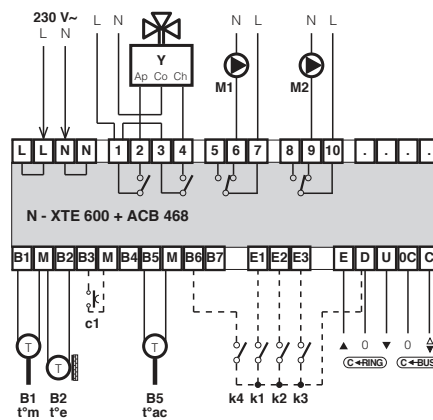 230 V~
L N
L N
Y
Ap Co Ch
N L
M1
N L
M2
L L N N 1 2 3 4 5 6 7 8 9 10 . . .
N - XTE 600 + ACB 468
B1 M B2 B3 M B4 B5 M B6 B7 E1 E2 E3 E D U 0C C
c1
0
0
C RING
C BUS
T
T
T
B1 B2 B5
t°m t°e t°ac
k4 k1 k2 k3